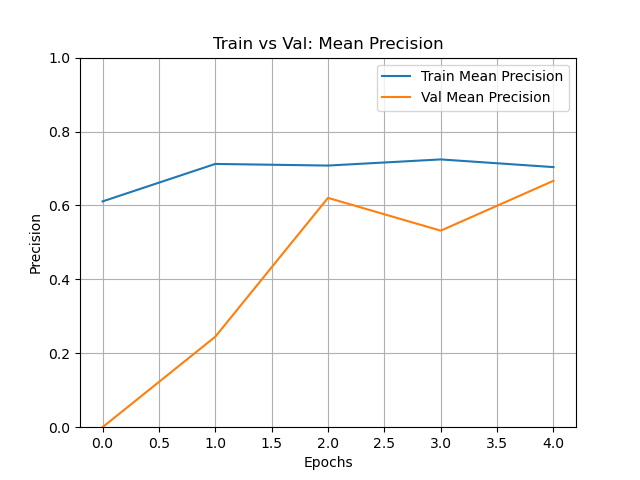 Train vs Val: Mean Precision
Train Mean Precision
Val Mean Precision
Precision
1.0
0.8
0.6
0.4
0.2
0.0
0.0 0.5 1.0 1.5 2.0 2.5 3.0 3.5 4.0
Epochs